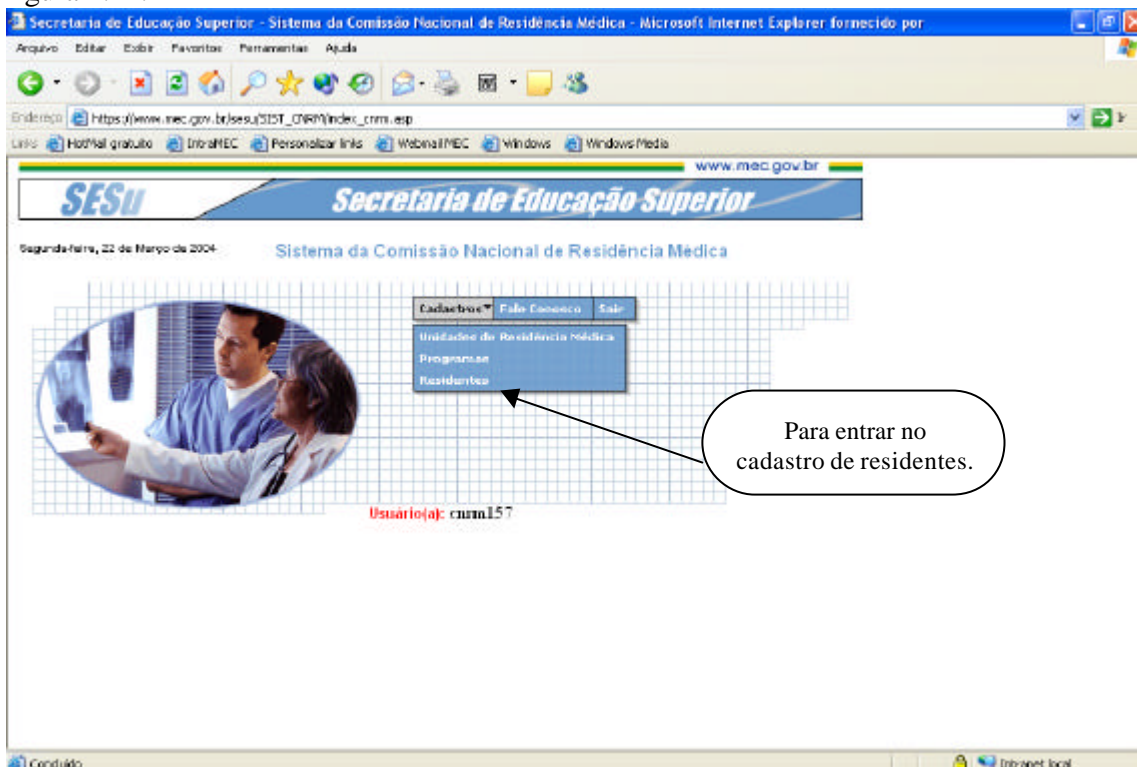 Secretaria de Educação Superior - Sistema da Comissão Nacional de Residência Médica - Microsoft Internet Explorer fornecido por
Arquivo Editar Exibir Favoritos Ferramentas Ajuda
Endereço https://www.mec.gov.br/sesu/SIST_CNRM/index_cnrm.asp
Links HotMail gratuito IntraMEC Personalizar links Webmail MEC Windows Windows Media
www.mec.gov.br
SESu Secretaria de Educação Superior
Segunda-feira, 22 de Março de 2004
Sistema da Comissão Nacional de Residência Médica
Cadastros Fale Conosco Sair
Unidades de Residência Médica
Programas
Residentes
Para entrar no
cadastro de residentes.
Usuário(a): cnrm157
Concluído Intranet local